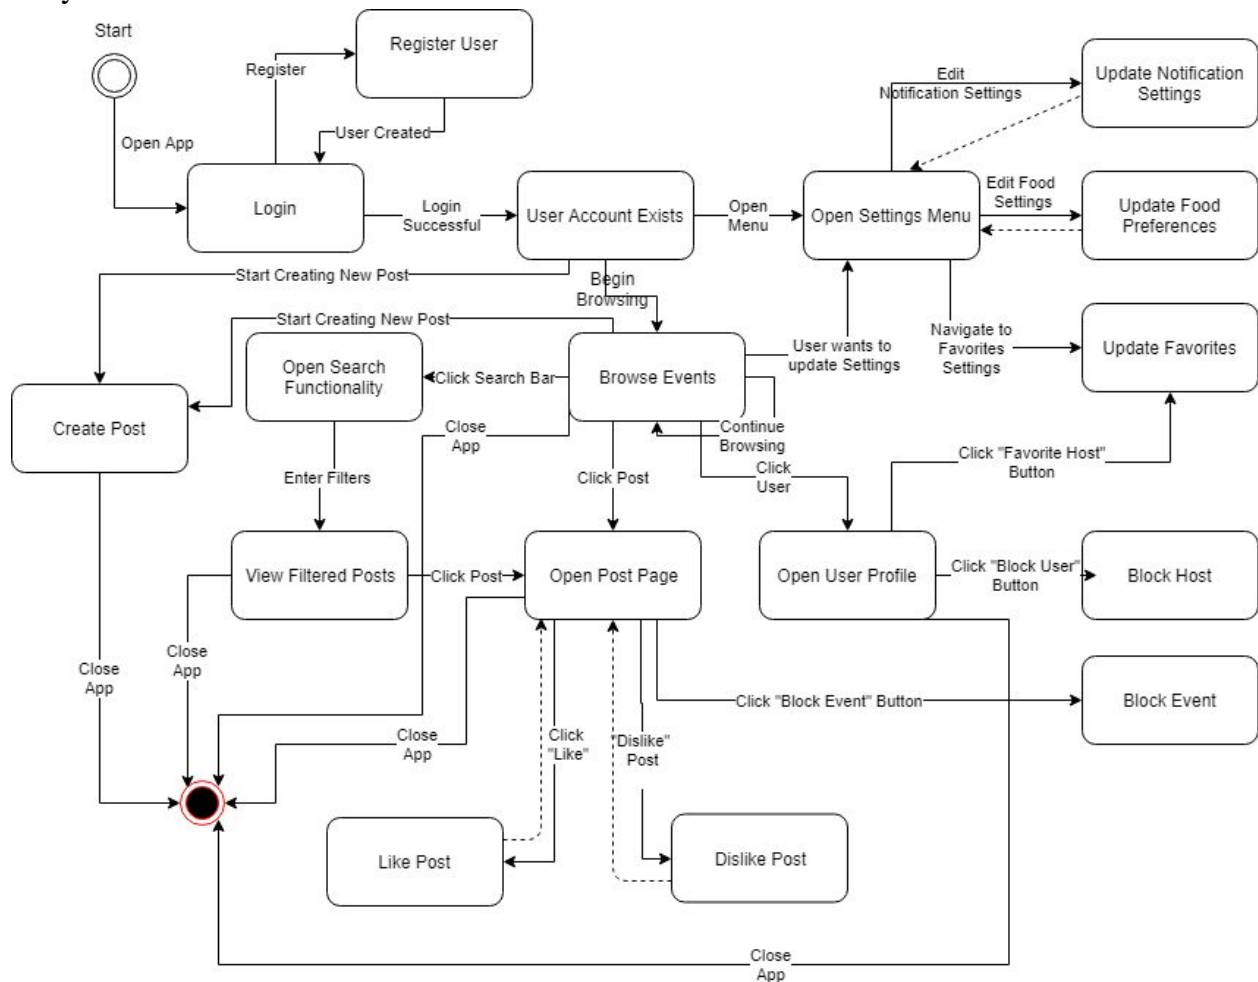 Start
Register User
Register
Edit
Notification Settings
Update Notification
Settings
User Created
Open App
Login
Login
Successful
User Account Exists
Open
Menu
Open Settings Menu
Edit Food
Settings
Update Food
Preferences
Start Creating New Post
Begin
Browsing
Start Creating New Post
User wants to
update Settings
Navigate to
Favorites
Settings
Update Favorites
Open Search
Functionality
Click Search Bar
Browse Events
Create Post
Close
App
Continue
Browsing
Enter Filters
Click Post
Click
User
Click "Favorite Host"
Button
View Filtered Posts
Click Post
Open Post Page
Open User Profile
Click "Block User"
Button
Block Host
Close
App
Close
App
Click "Block Event" Button
Block Event
Close
App
Click
"Like"
"Dislike"
Post
Like Post
Dislike Post
Close
App